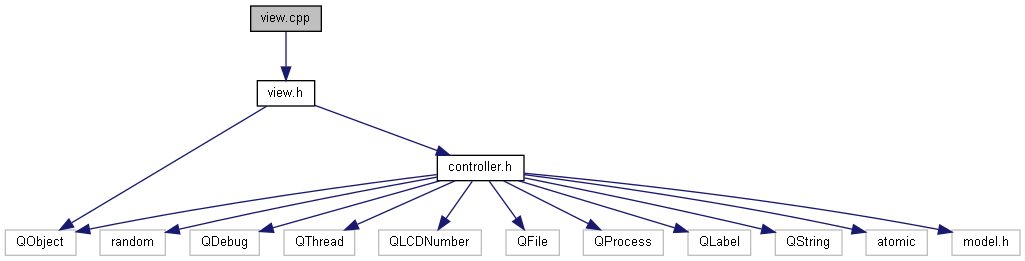 view.cpp
view.h
controller.h
QObject
random
QDebug
QThread
QLCDNumber
QFile
QProcess
QLabel
QString
atomic
model.h